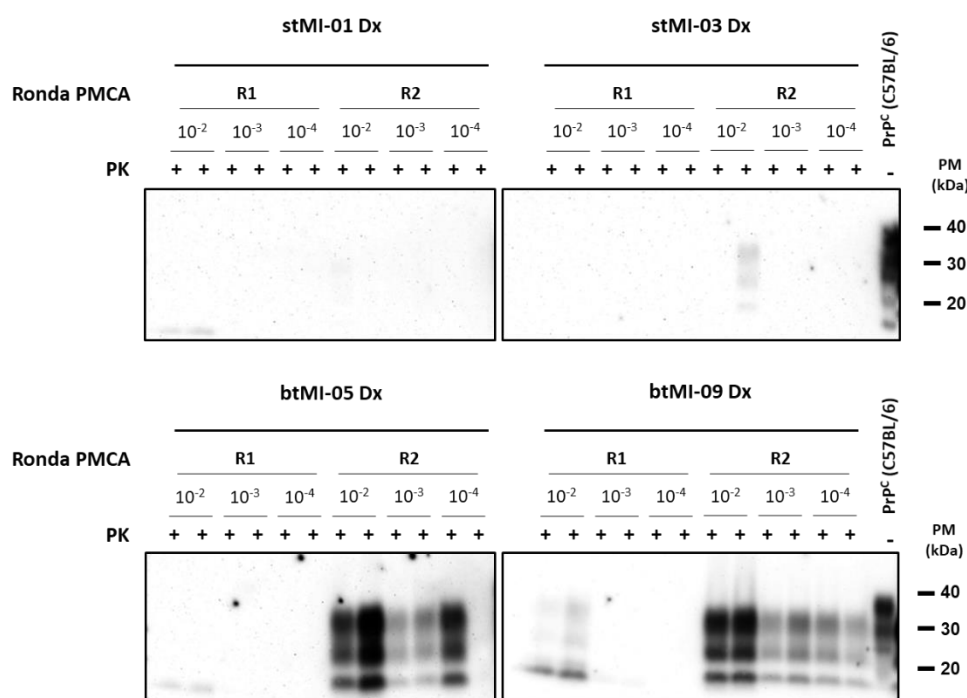 stMI-01 Dx stMI-03 Dx
PrPᶜ (C57BL/6)
Ronda PMCA R1 R2 R1 R2
10⁻² 10⁻³ 10⁻⁴ 10⁻² 10⁻³ 10⁻⁴ 10⁻² 10⁻³ 10⁻⁴ 10⁻² 10⁻³ 10⁻⁴
PK + + + + + + + + + + + + + + + + + + + + + + + + -
PM
(kDa)
40
30
20
btMI-05 Dx btMI-09 Dx
PrPᶜ (C57BL/6)
Ronda PMCA R1 R2 R1 R2
10⁻² 10⁻³ 10⁻⁴ 10⁻² 10⁻³ 10⁻⁴ 10⁻² 10⁻³ 10⁻⁴ 10⁻² 10⁻³ 10⁻⁴
PK + + + + + + + + + + + + + + + + + + + + + + + + -
PM
(kDa)
40
30
20